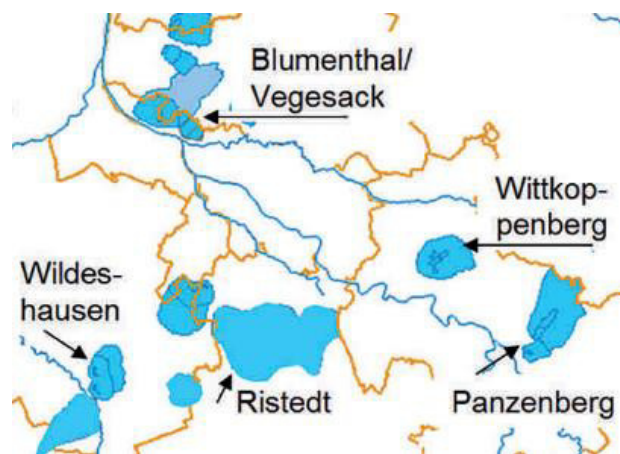 Blumenthal/
Vegesack
Wittkop-
penberg
Wildes-
hausen
Ristedt
Panzenberg